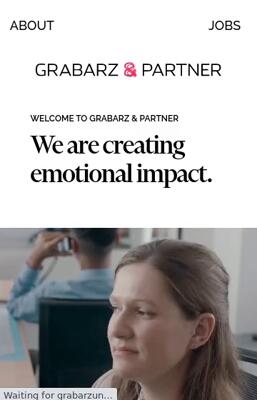 ABOUT
JOBS
GRABARZ & PARTNER
WELCOME TO GRABARZ & PARTNER
We are creating
emotional impact.
Waiting for grabarzun...